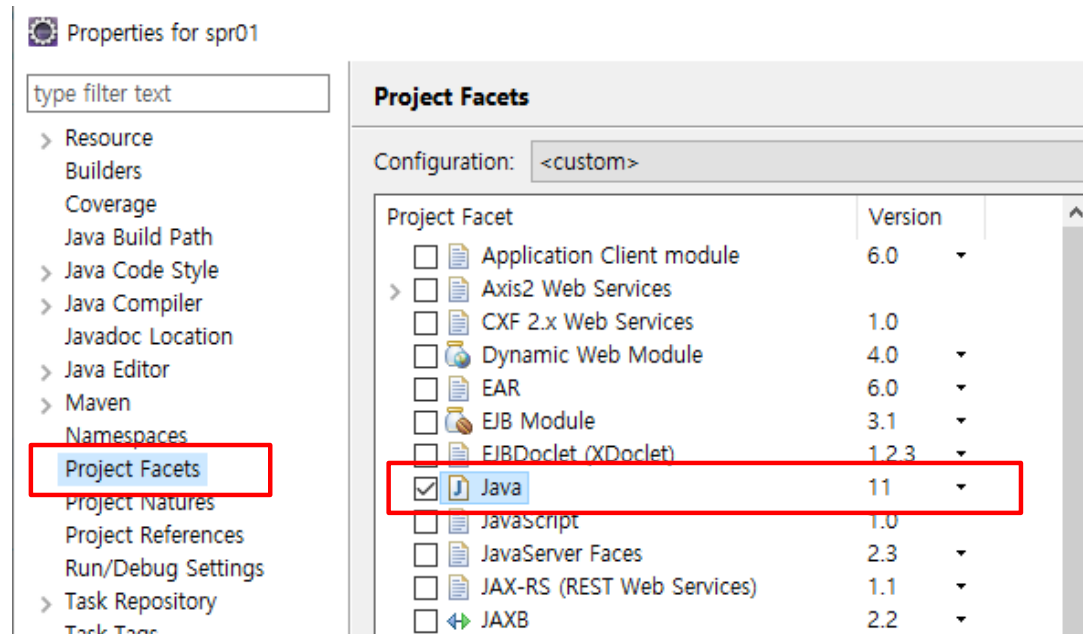 Properties for spr01
type filter text
Resource
Builders
Coverage
Java Build Path
Java Code Style
Java Compiler
Javadoc Location
Java Editor
Maven
Namespaces
Project Facets
Project Natures
Project References
Run/Debug Settings
Task Repository
Task Tags
Project Facets
Configuration: <custom>
Project Facet Version
Application Client module 6.0
Axis2 Web Services
CXF 2.x Web Services 1.0
Dynamic Web Module 4.0
EAR 6.0
EJB Module 3.1
EJBDoclet (XDoclet) 1.2.3
Java 11
JavaScript 1.0
JavaServer Faces 2.3
JAX-RS (REST Web Services) 1.1
JAXB 2.2